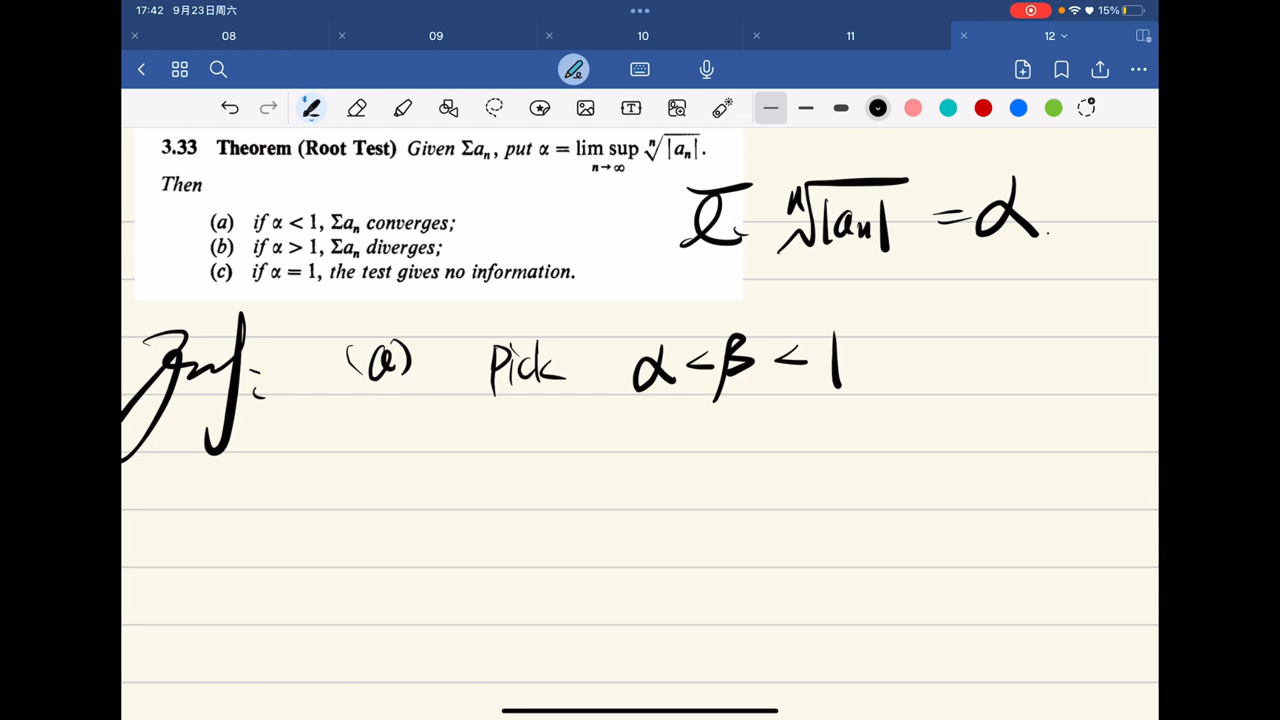 17:42 9月23日周六 15%
08 09 10 11 12
3.33 Theorem (Root Test) Given Σaₙ, put α = lim sup ⁿ√|aₙ|.
n→∞
Then
(a) if α < 1, Σaₙ converges;
(b) if α > 1, Σaₙ diverges;
(c) if α = 1, the test gives no information.
ⁿ√|aₙ| = α.
Proof: (a) pick α < β < 1